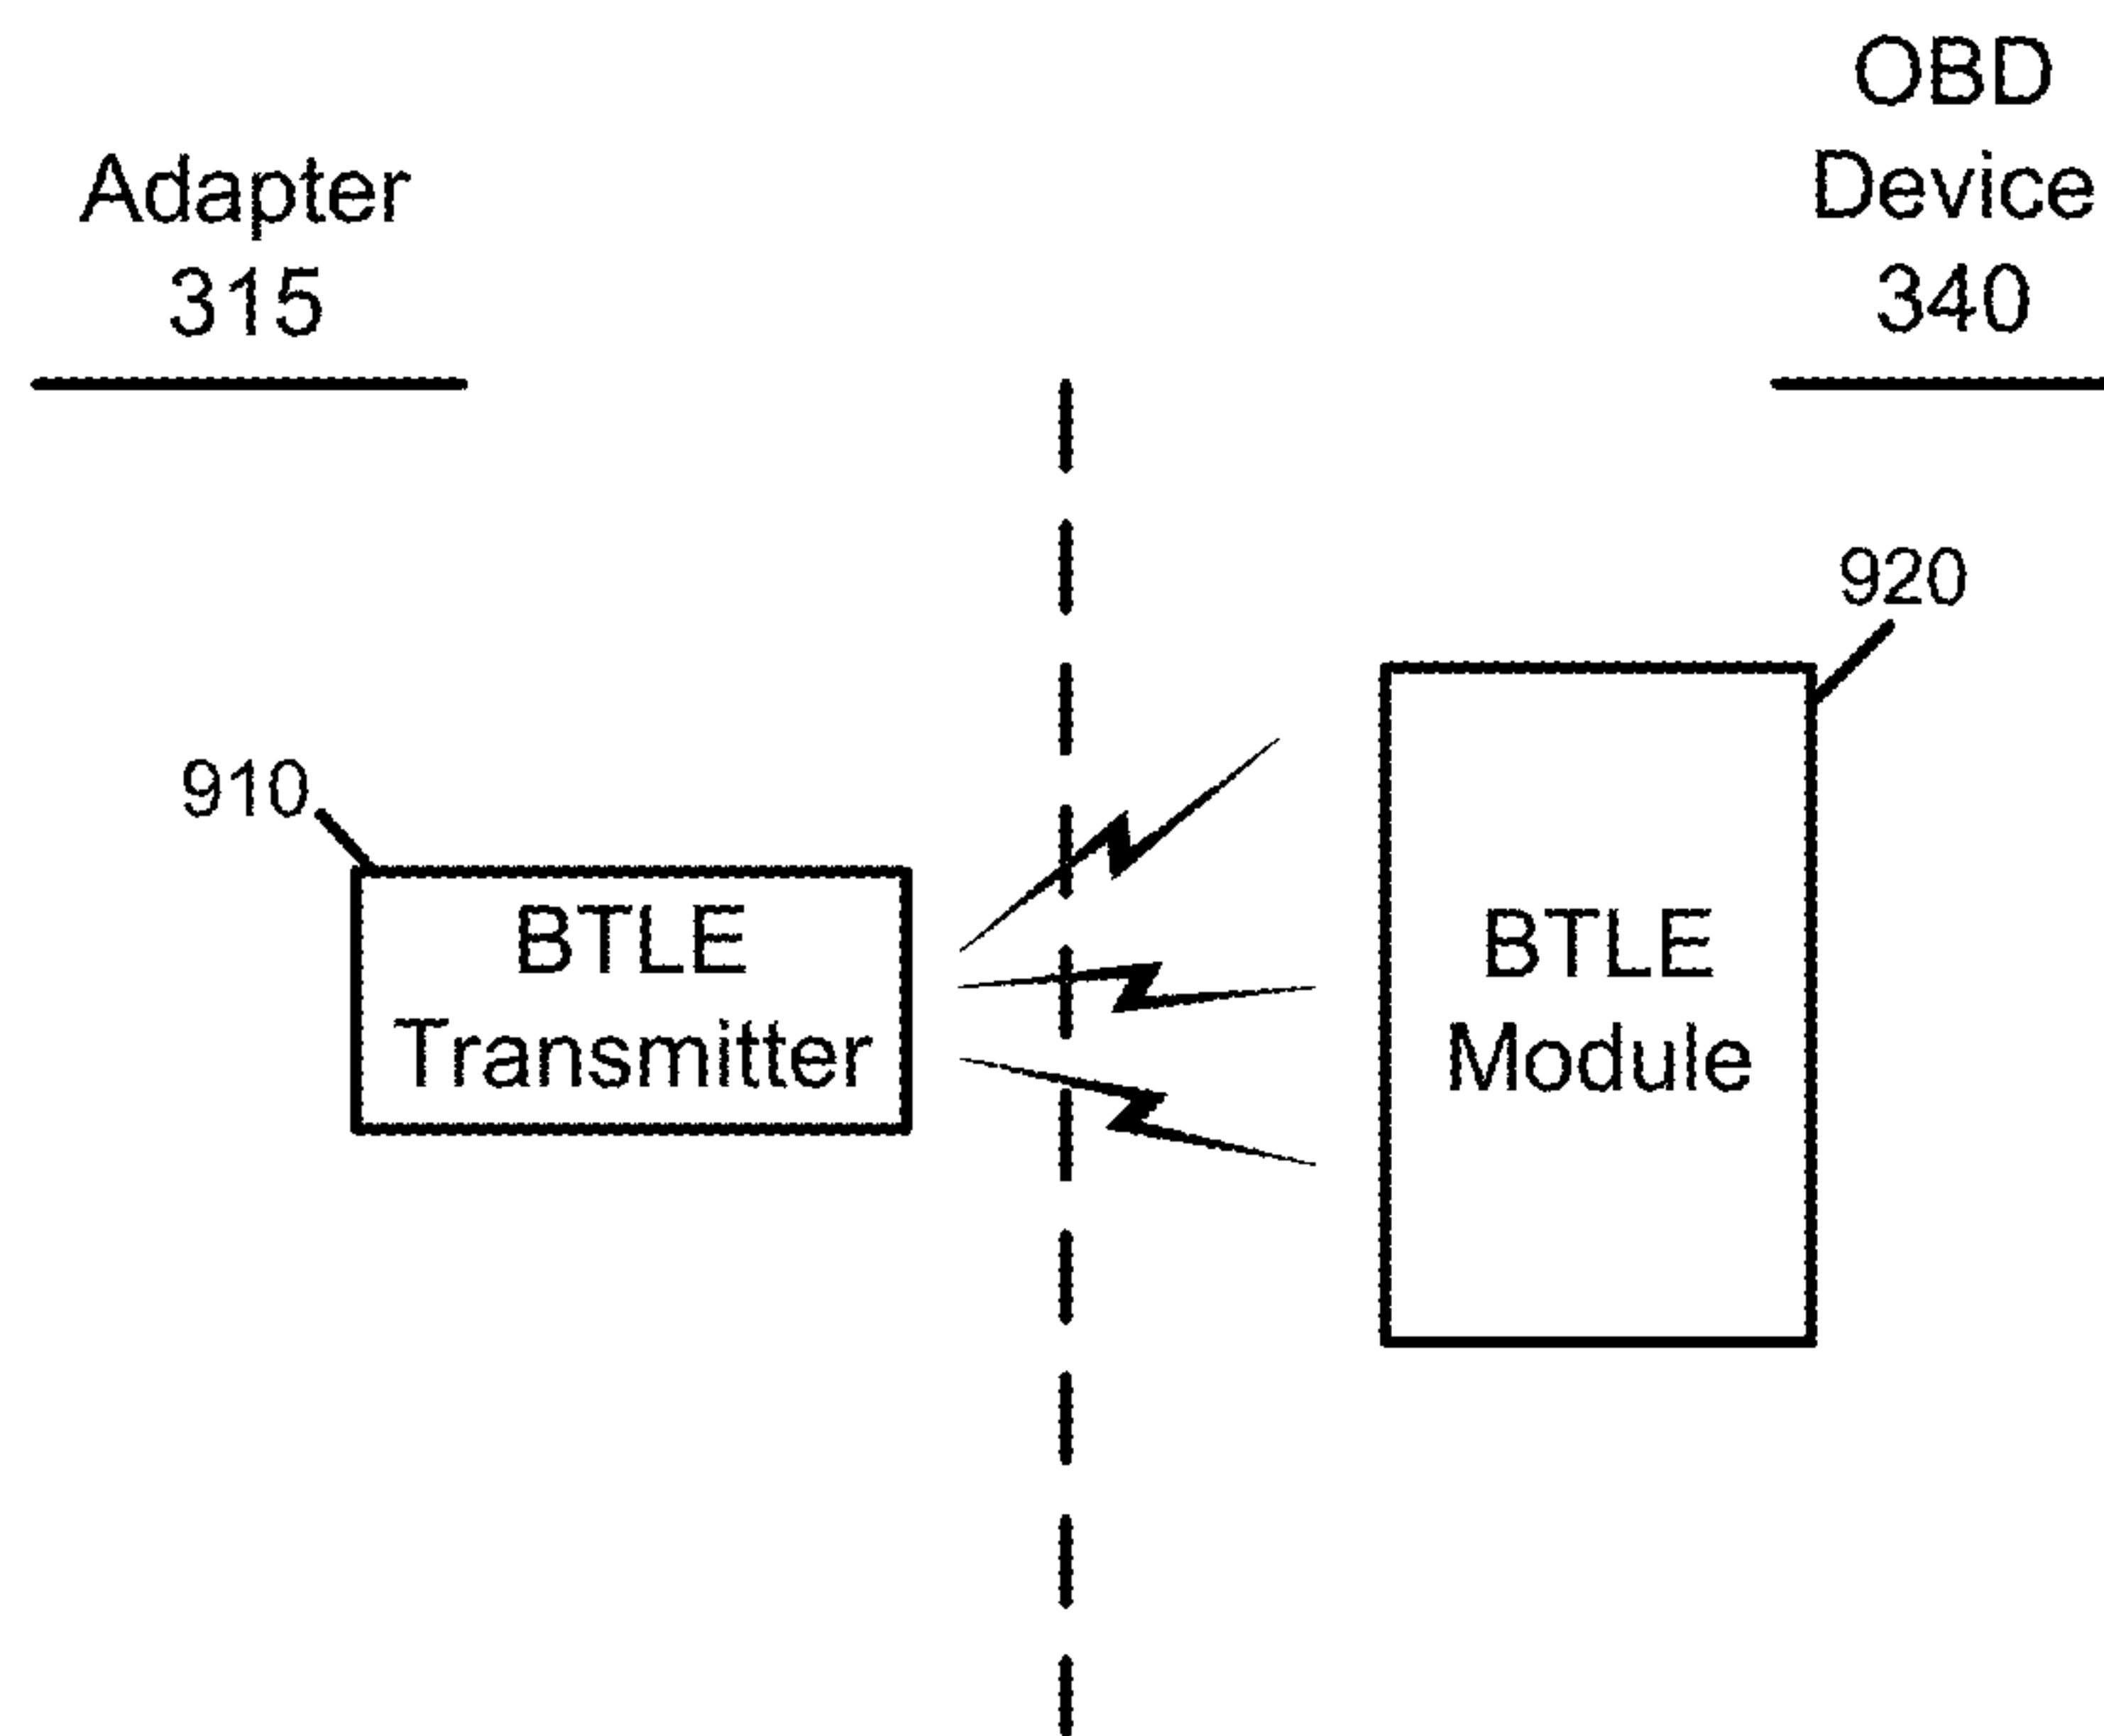 Adapter
315
OBD
Device
340
920
910
BTLE
Transmitter
BTLE
Module